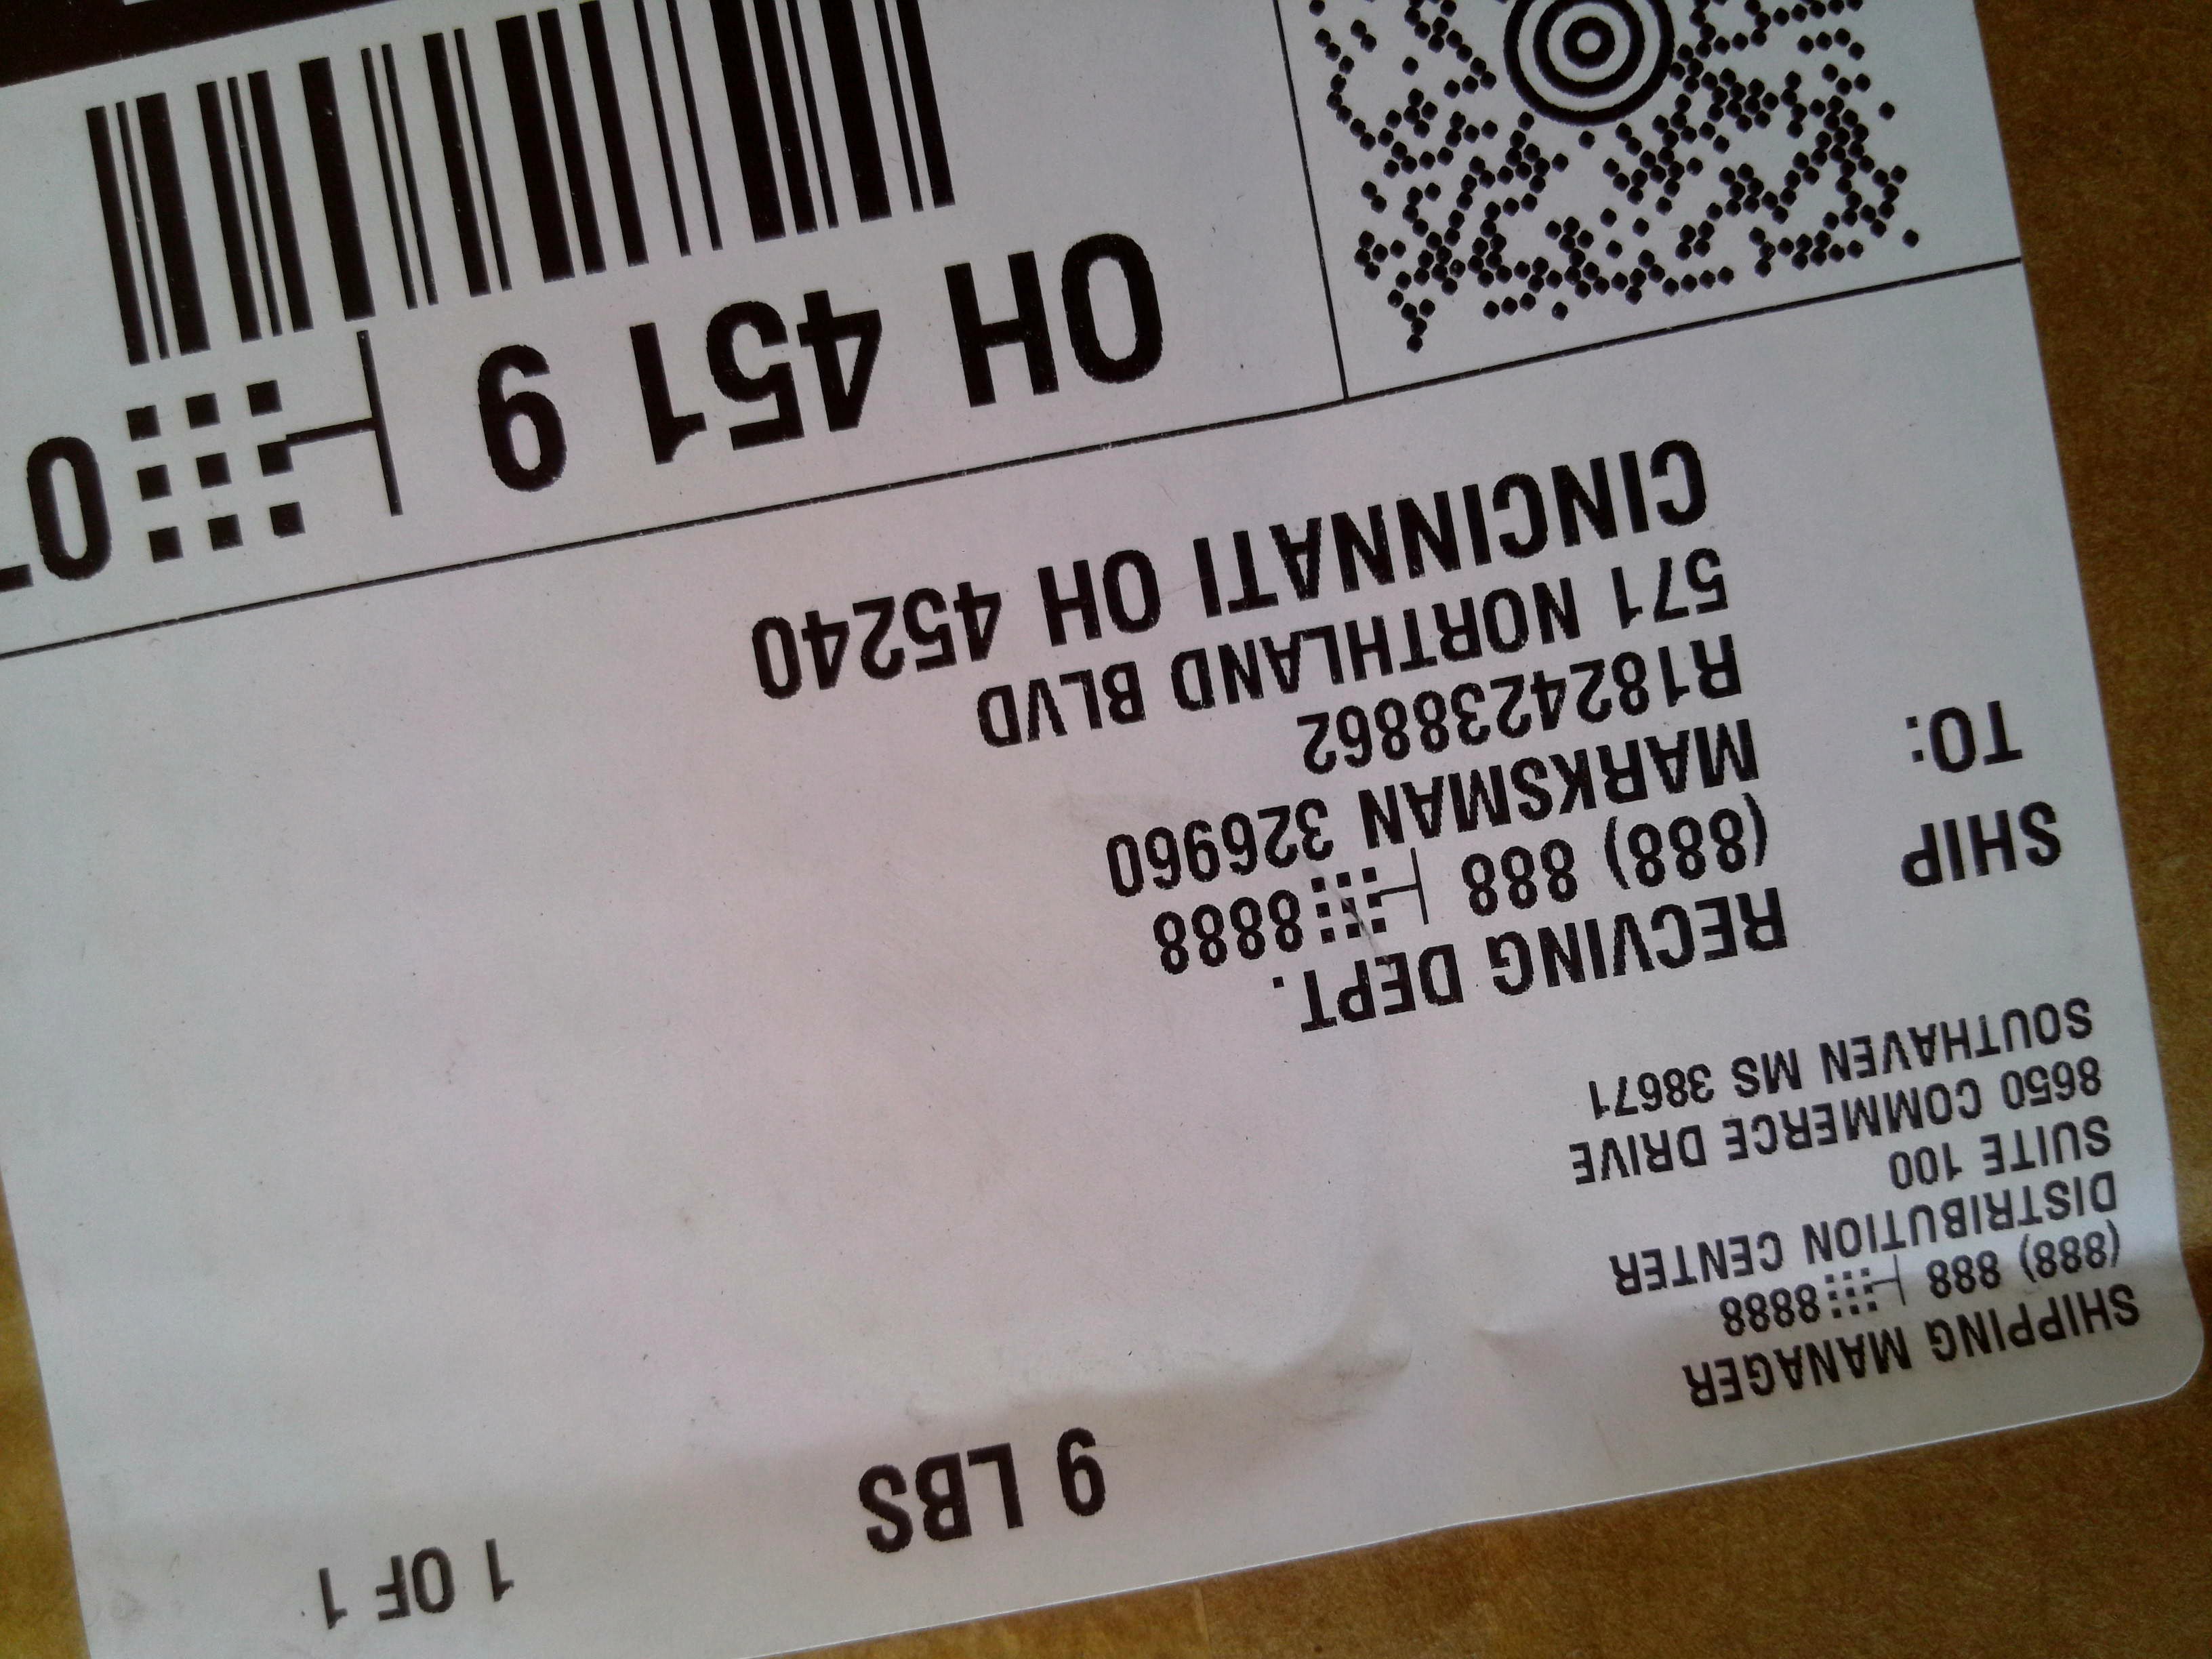 SHIPPING MANAGER
(888) 888 8888
DISTRIBUTION CENTER
SUITE 100
8650 COMMERCE DRIVE
SOUTHAVEN MS 38671
9 LBS
1 OF 1
SHIP
TO:
RECVING DEPT.
(888) 888 8888
MARKSMAN 326960
R1824238862
571 NORTHLAND BLVD
CINCINNATI OH 45240
OH 451 9 0